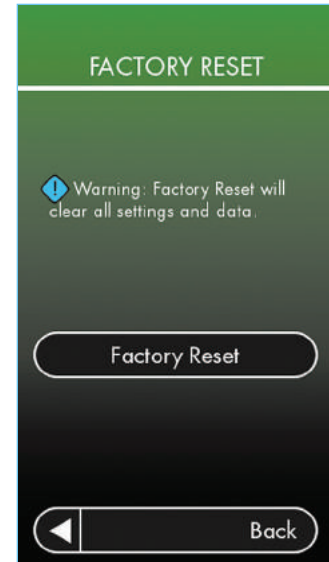 FACTORY RESET
Warning: Factory Reset will
clear all settings and data.
Factory Reset
Back